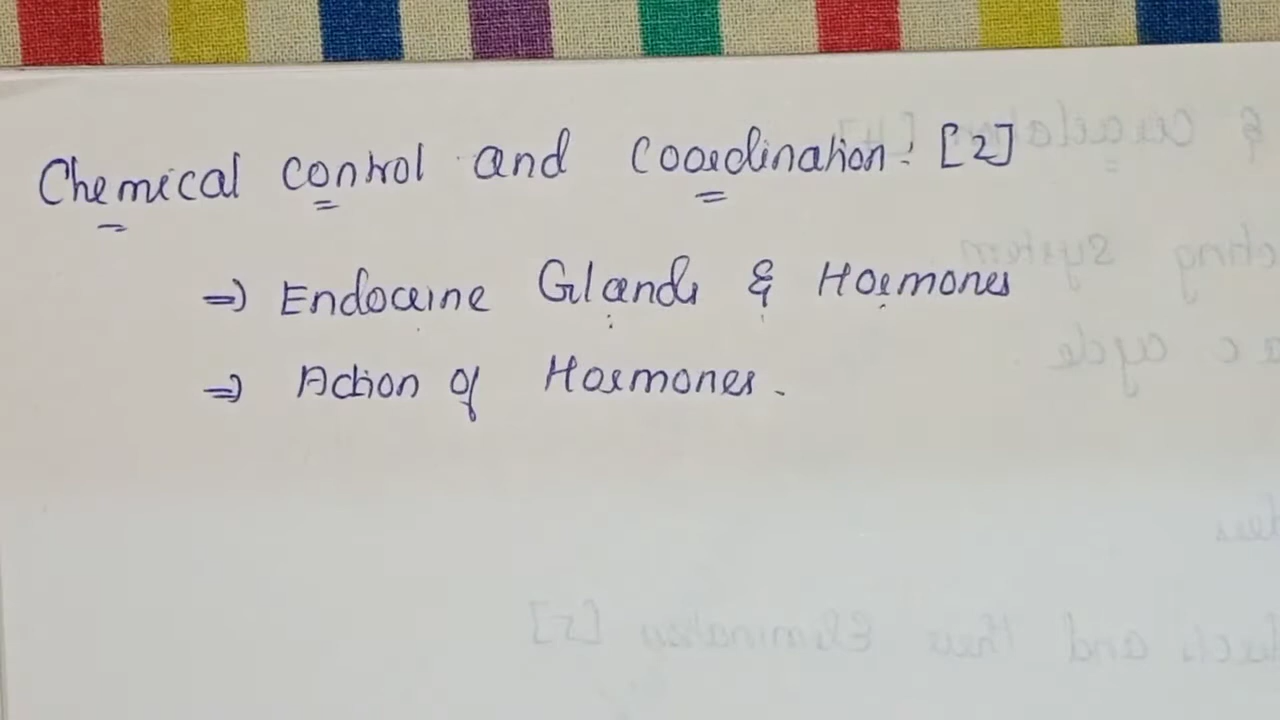 Chemical control and coordination: [2]
⇒ Endocrine Glands & Hormones
⇒ Action of Hormones.